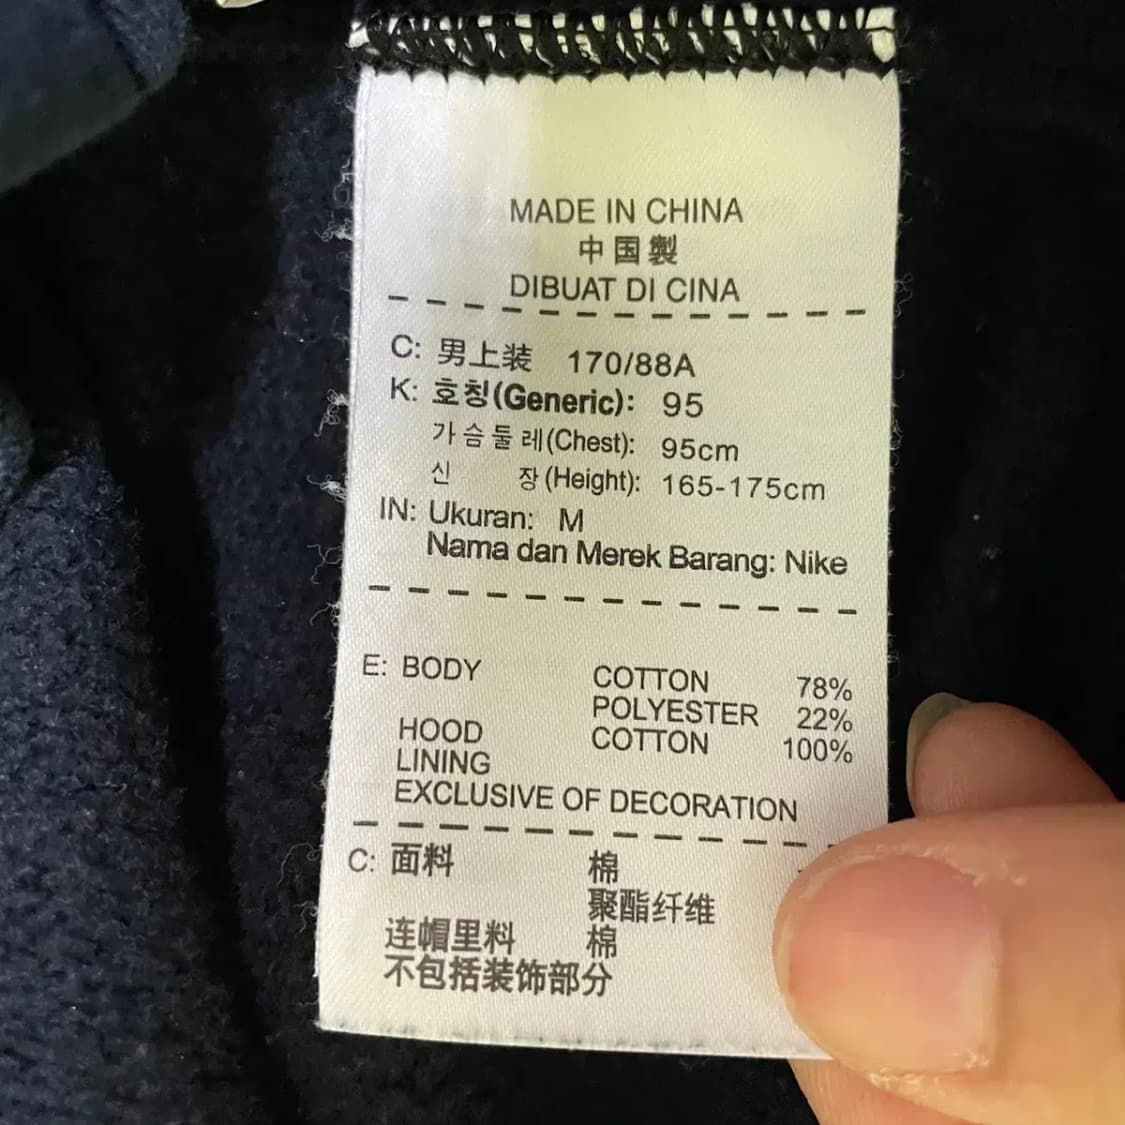 MADE IN CHINA
中国製
DIBUAT DI CINA
C: 男上装 170/88A
K: 호칭(Generic): 95
가슴둘레(Chest): 95cm
신 장(Height): 165-175cm
IN: Ukuran: M
Nama dan Merek Barang: Nike
E: BODY COTTON 78%
POLYESTER 22%
HOOD COTTON 100%
LINING
EXCLUSIVE OF DECORATION
C: 面料 棉
聚酯纤维
连帽里料 棉
不包括装饰部分